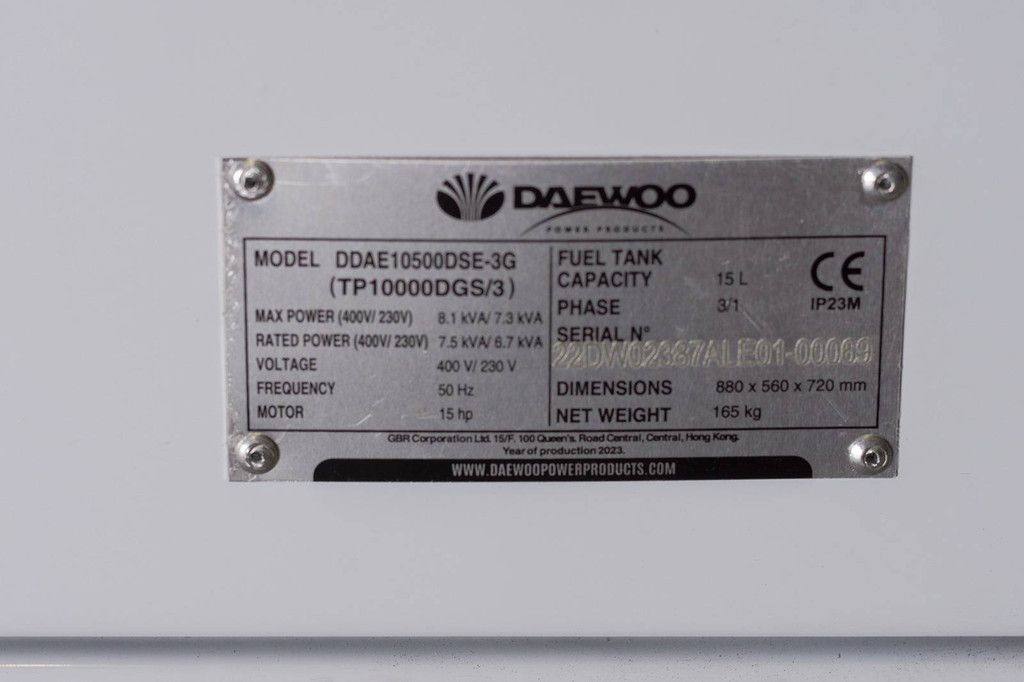 DAEWOO
POWER PRODUCTS
MODEL DDAE10500DSE-3G
(TP10000DGS/3)
MAX POWER (400V/ 230V) 8.1 kVA/ 7.3 kVA
RATED POWER (400V/ 230V) 7.5 kVA/ 6.7 kVA
VOLTAGE 400 V/ 230 V
FREQUENCY 50 Hz
MOTOR 15 hp
FUEL TANK
CAPACITY 15 L
CE
PHASE 3/1
IP23M
SERIAL N°
22DW02387ALE01-00069
DIMENSIONS 880 x 560 x 720 mm
NET WEIGHT 165 kg
GBR Corporation Ltd. 15/F. 100 Queen's. Road Central, Central, Hong Kong.
Year of production 2023.
WWW.DAEWOOPOWERPRODUCTS.COM